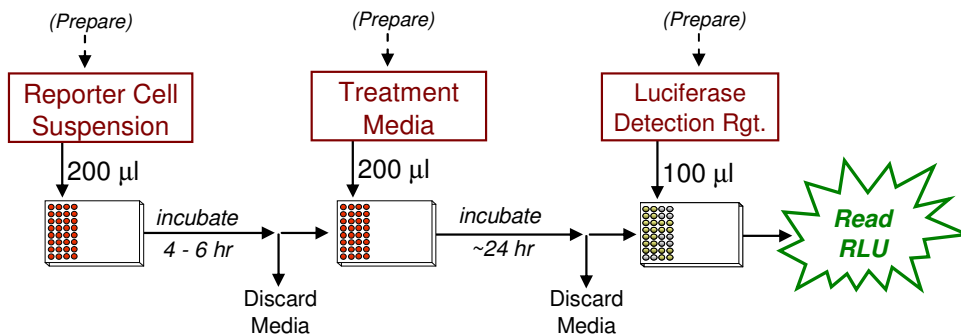 (Prepare)
(Prepare)
(Prepare)
Reporter Cell
Suspension
Treatment
Media
Luciferase
Detection Rgt.
200 µl
200 µl
100 µl
incubate
4 - 6 hr
incubate
~24 hr
Read
RLU
Discard
Media
Discard
Media